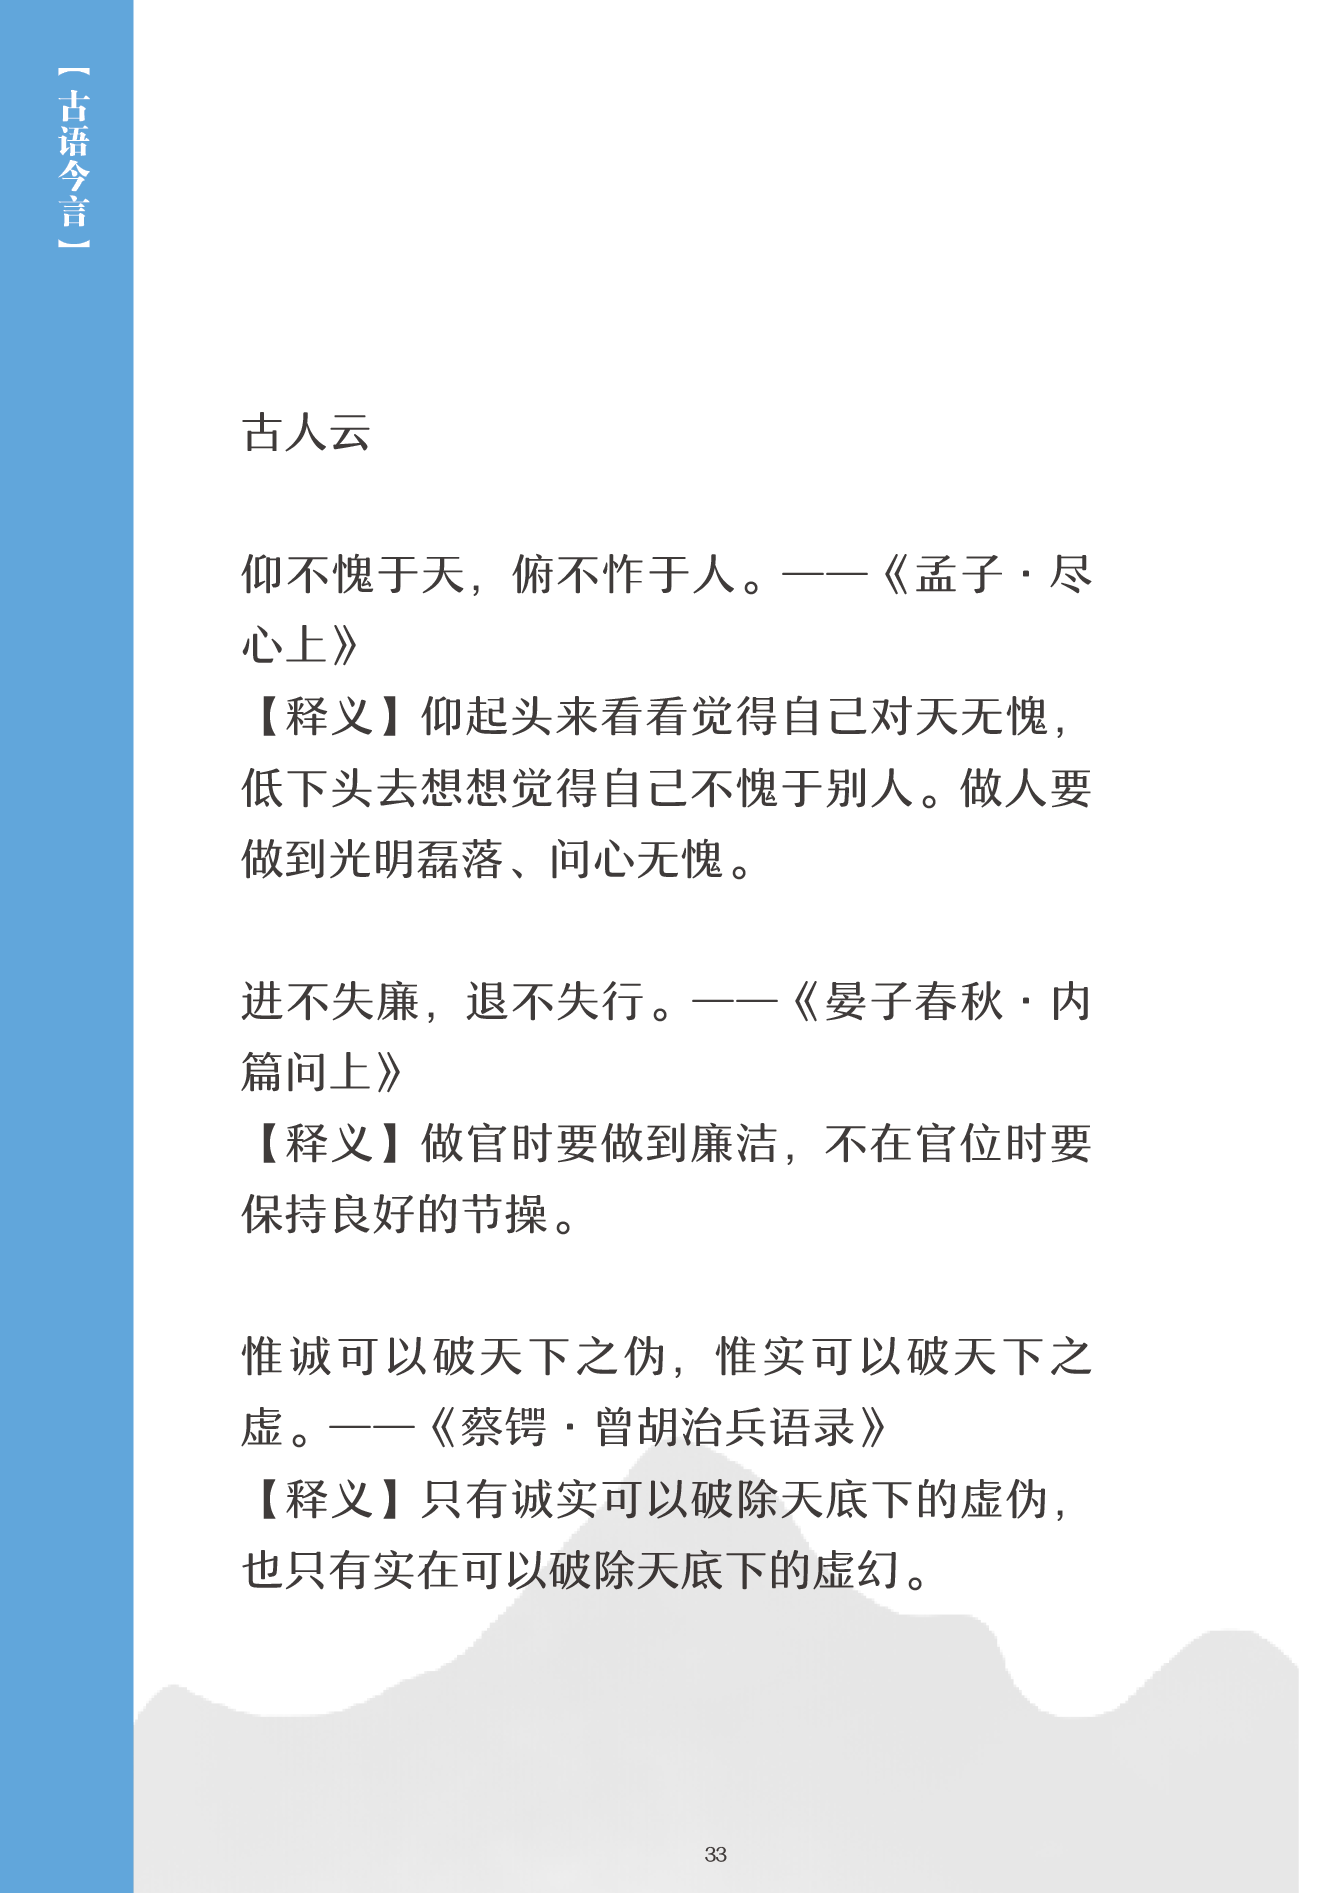 【古语今言】
古人云
仰不愧于天，俯不怍于人。——《孟子·尽
心上》
【释义】仰起头来看看觉得自己对天无愧，
低下头去想想觉得自己不愧于别人。做人要
做到光明磊落、问心无愧。
进不失廉，退不失行。——《晏子春秋·内
篇问上》
【释义】做官时要做到廉洁，不在官位时要
保持良好的节操。
惟诚可以破天下之伪，惟实可以破天下之
虚。——《蔡锷·曾胡治兵语录》
【释义】只有诚实可以破除天底下的虚伪，
也只有实在可以破除天底下的虚幻。
33